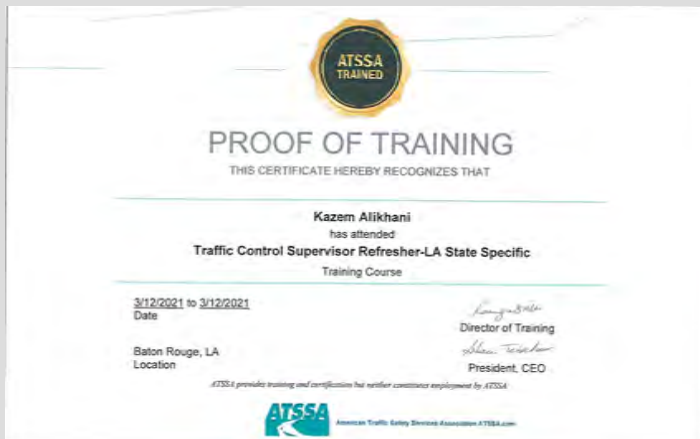 ATSSA
TRAINED
PROOF OF TRAINING
THIS CERTIFICATE HEREBY RECOGNIZES THAT
Kazem Alikhani
has attended
Traffic Control Supervisor Refresher-LA State Specific
Training Course
3/12/2021 to 3/12/2021
Date
Director of Training
Baton Rouge, LA
Location
President, CEO
ATSSA provides training and certification but neither constitutes employment by ATSSA
ATSSA
American Traffic Safety Services Association ATSSA.com